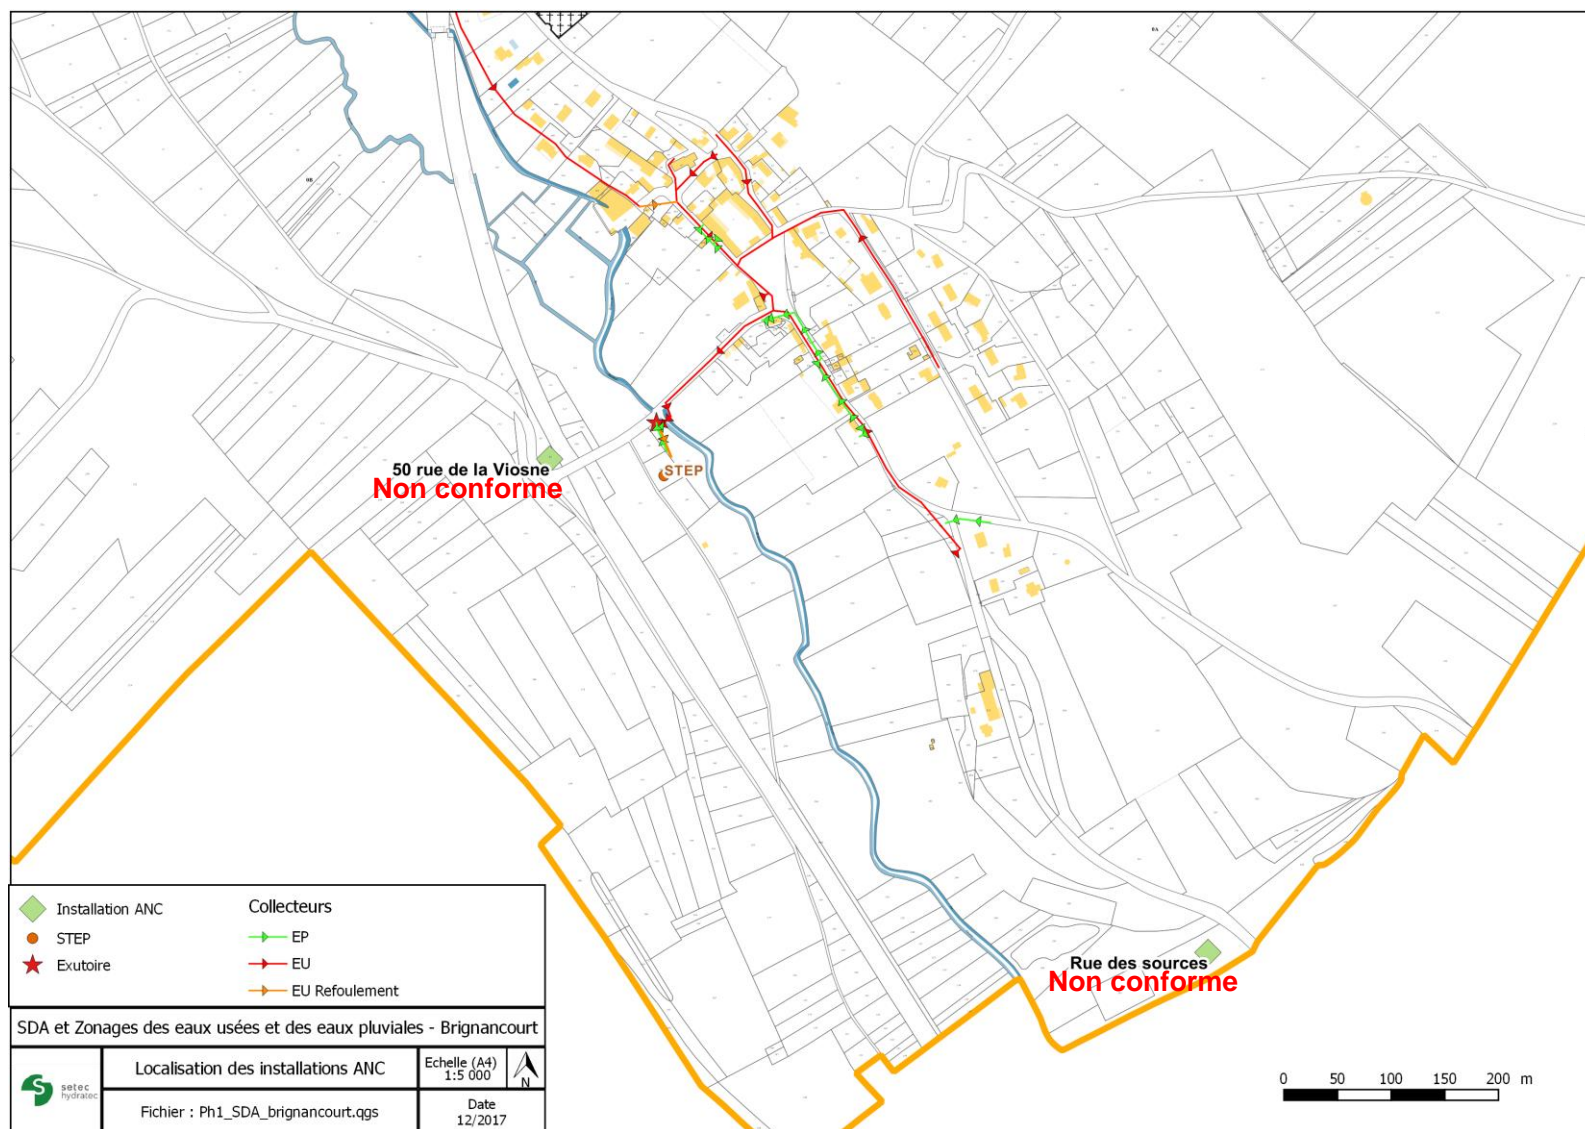 0A
0B
50 rue de la Viosne
Non conforme
STEP
Rue des sources
Non conforme
Installation ANC
STEP
Exutoire
Collecteurs
EP
EU
EU Refoulement
SDA et Zonages des eaux usées et des eaux pluviales - Brignancourt
setec
hydratec
Localisation des installations ANC
Echelle (A4)
1:5 000
N
Fichier : Ph1_SDA_brignancourt.qgs
Date
12/2017
0 50 100 150 200 m